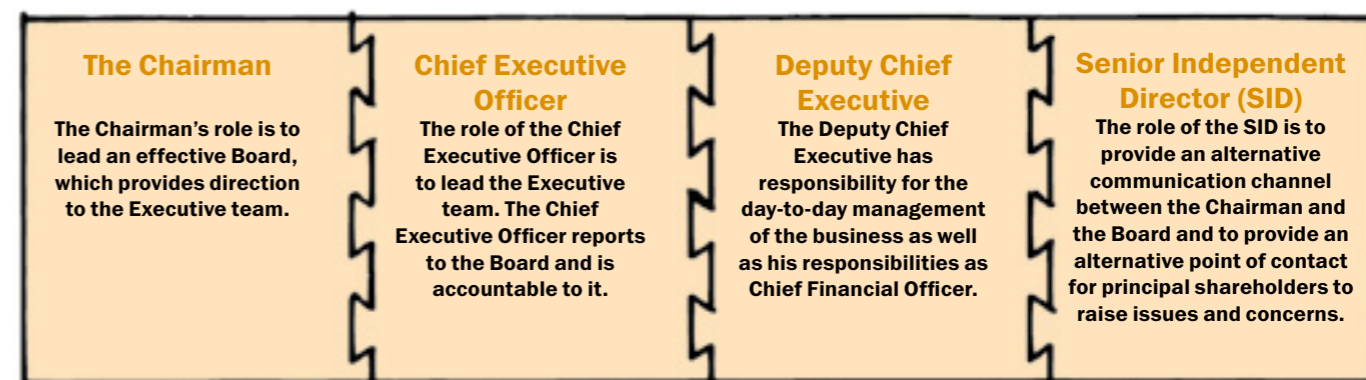 The Chairman
The Chairman’s role is to
lead an effective Board,
which provides direction
to the Executive team.
Chief Executive
Officer
The role of the Chief
Executive Officer is
to lead the Executive
team. The Chief
Executive Officer reports
to the Board and is
accountable to it.
Deputy Chief
Executive
The Deputy Chief
Executive has
responsibility for the
day-to-day management
of the business as well
as his responsibilities as
Chief Financial Officer.
Senior Independent
Director (SID)
The role of the SID is to
provide an alternative
communication channel
between the Chairman and
the Board and to provide an
alternative point of contact
for principal shareholders to
raise issues and concerns.